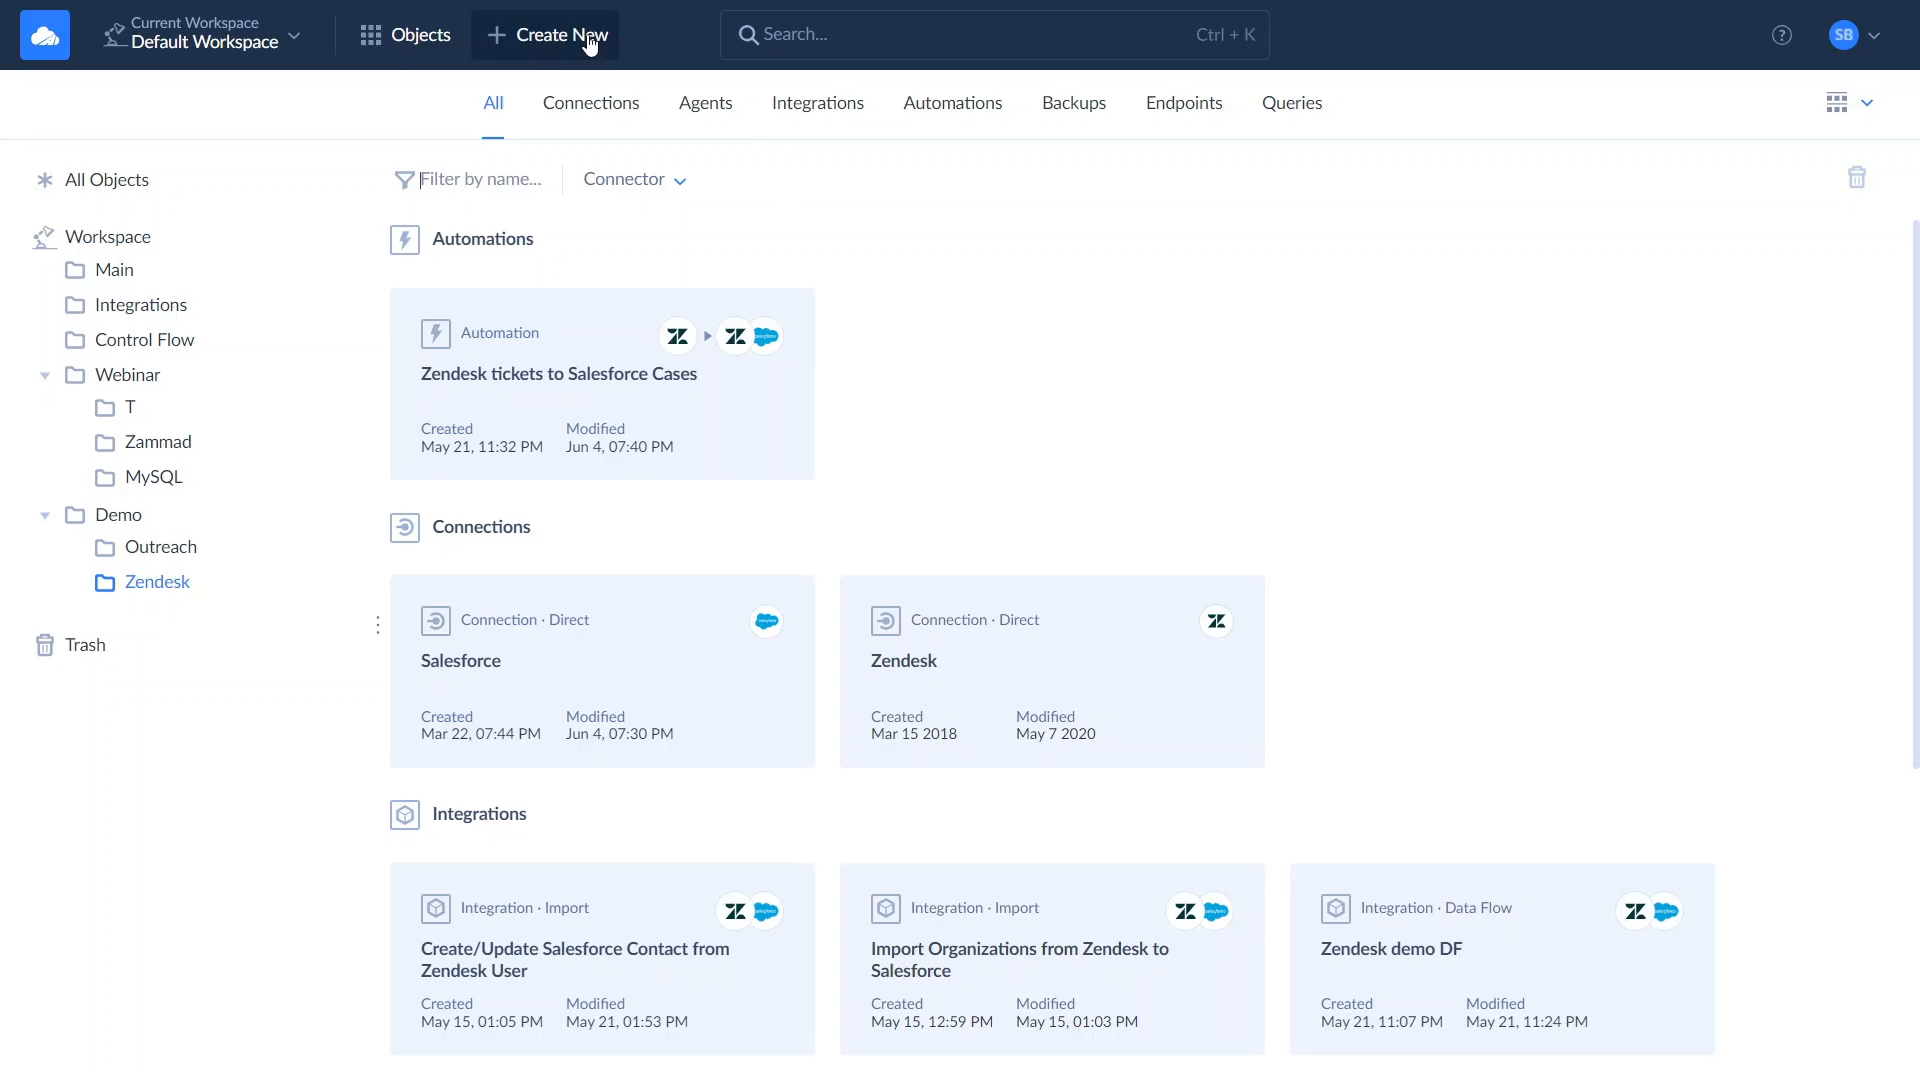 Current Workspace
Default Workspace
Objects
Create New
Search...
Ctrl + K
SB
All
Connections
Agents
Integrations
Automations
Backups
Endpoints
Queries
All Objects
Workspace
Main
Integrations
Control Flow
Webinar
T
Zammad
MySQL
Demo
Outreach
Zendesk
Trash
Filter by name...
Connector
Automations
Automation
Zendesk tickets to Salesforce Cases
Created
Modified
May 21, 11:32 PM
Jun 4, 07:40 PM
Connections
Connection · Direct
Salesforce
Created
Modified
Mar 22, 07:44 PM
Jun 4, 07:30 PM
Connection · Direct
Zendesk
Created
Modified
Mar 15 2018
May 7 2020
Integrations
Integration · Import
Create/Update Salesforce Contact from
Zendesk User
Created
Modified
May 15, 01:05 PM
May 21, 01:53 PM
Integration · Import
Import Organizations from Zendesk to
Salesforce
Created
Modified
May 15, 12:59 PM
May 15, 01:03 PM
Integration · Data Flow
Zendesk demo DF
Created
Modified
May 21, 11:07 PM
May 21, 11:24 PM